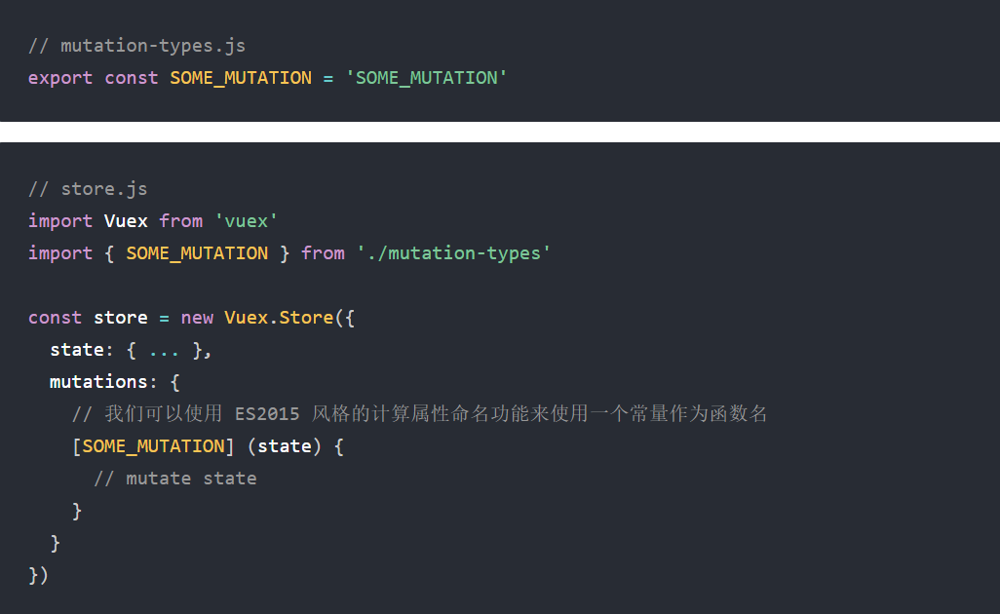 // mutation-types.js
export const SOME_MUTATION = 'SOME_MUTATION'
// store.js
import Vuex from 'vuex'
import { SOME_MUTATION } from './mutation-types'
const store = new Vuex.Store({
  state: { ... },
  mutations: {
    // 我们可以使用 ES2015 风格的计算属性命名功能来使用一个常量作为函数名
    [SOME_MUTATION] (state) {
      // mutate state
    }
  }
})